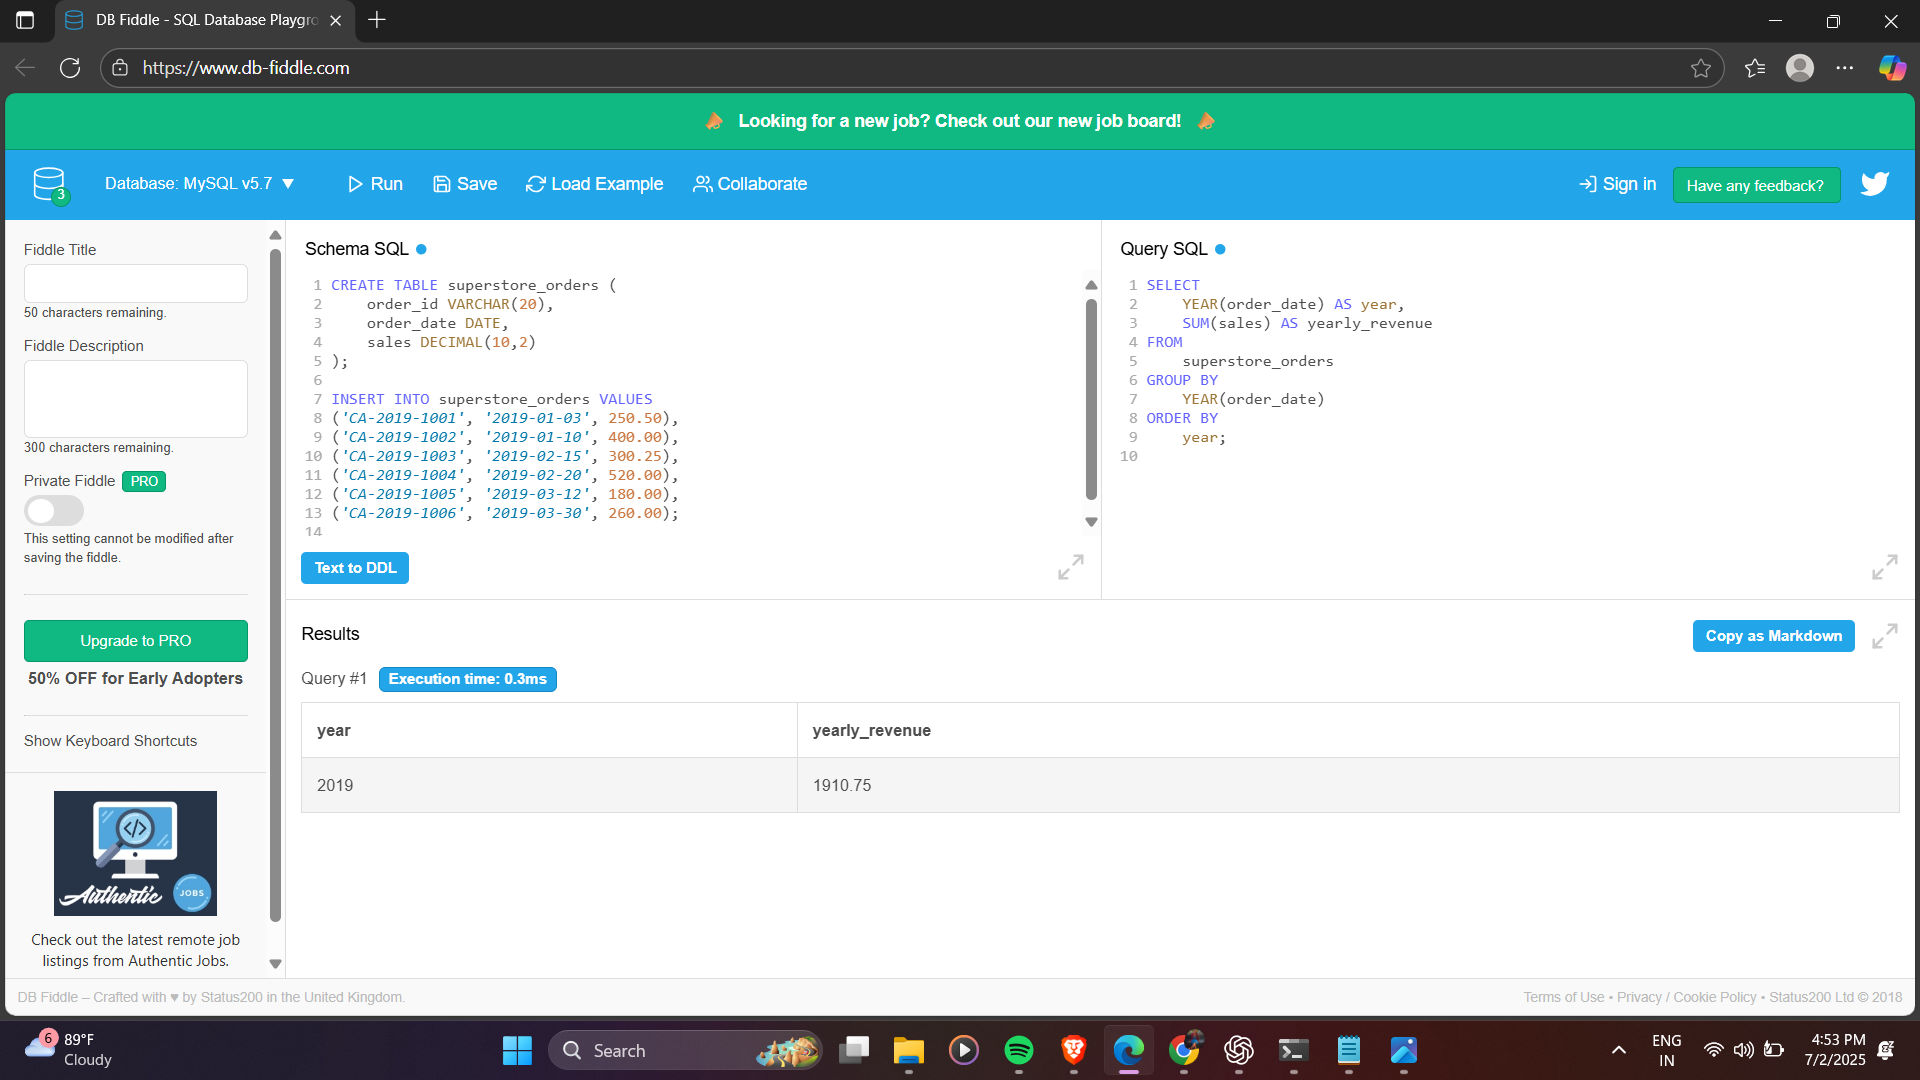 DB Fiddle - SQL Database Playgro
https://www.db-fiddle.com
Looking for a new job? Check out our new job board!
3
Database: MySQL v5.7 ▼
Run
Save
Load Example
Collaborate
Sign in
Have any feedback?
Fiddle Title
50 characters remaining.
Fiddle Description
300 characters remaining.
Private Fiddle PRO
This setting cannot be modified after
saving the fiddle.
Upgrade to PRO
50% OFF for Early Adopters
Show Keyboard Shortcuts
</>
Authentic
JOBS
Check out the latest remote job
listings from Authentic Jobs.
Schema SQL
1 CREATE TABLE superstore_orders (
2 order_id VARCHAR(20),
3 order_date DATE,
4 sales DECIMAL(10,2)
5 );
6
7 INSERT INTO superstore_orders VALUES
8 ('CA-2019-1001', '2019-01-03', 250.50),
9 ('CA-2019-1002', '2019-01-10', 400.00),
10 ('CA-2019-1003', '2019-02-15', 300.25),
11 ('CA-2019-1004', '2019-02-20', 520.00),
12 ('CA-2019-1005', '2019-03-12', 180.00),
13 ('CA-2019-1006', '2019-03-30', 260.00);
14
Text to DDL
Query SQL
1 SELECT
2 YEAR(order_date) AS year,
3 SUM(sales) AS yearly_revenue
4 FROM
5 superstore_orders
6 GROUP BY
7 YEAR(order_date)
8 ORDER BY
9 year;
10
Results
Copy as Markdown
Query #1 Execution time: 0.3ms
year yearly_revenue
2019 1910.75
DB Fiddle – Crafted with ♥ by Status200 in the United Kingdom.
Terms of Use • Privacy / Cookie Policy • Status200 Ltd © 2018
6
89°F
Cloudy
Search
ENG
IN
4:53 PM
7/2/2025